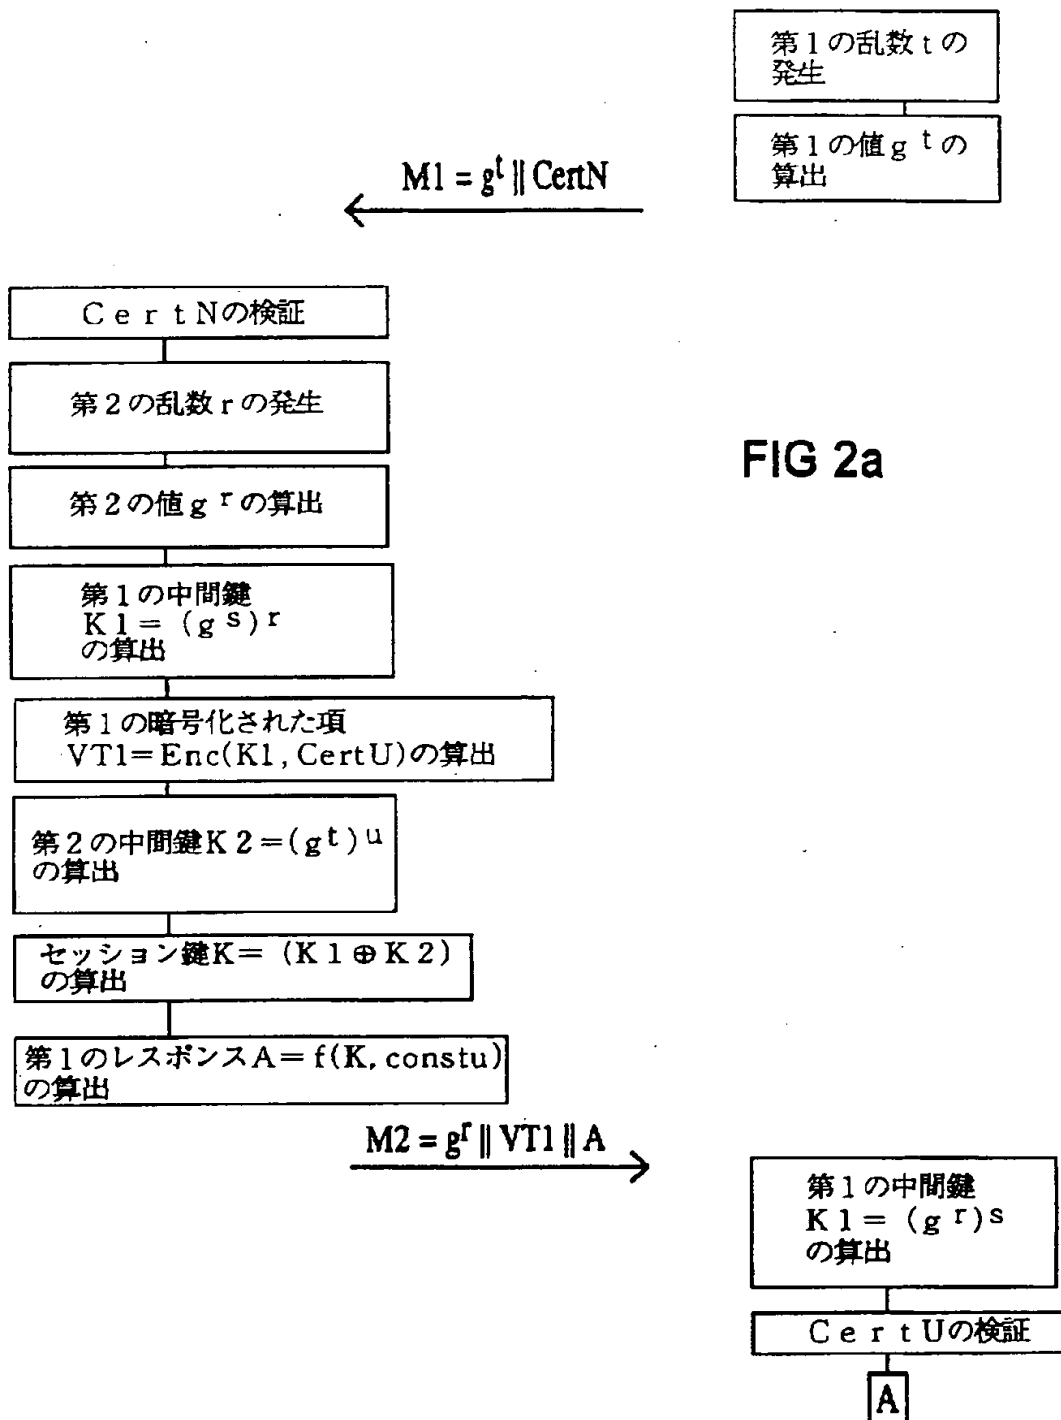 第1の乱数tの
発生
第1の値g^tの
算出
M1 = g^t || CertN
CertNの検証
第2の乱数rの発生
第2の値g^rの算出
FIG 2a
第1の中間鍵
K1=(g^s)^r
の算出
第1の暗号化された項
VT1=Enc(K1,CertU)の算出
第2の中間鍵K2=(g^t)^u
の算出
セッション鍵K=(K1⊕K2)
の算出
第1のレスポンスA=f(K,constu)
の算出
M2 = g^r || VT1 || A
第1の中間鍵
K1=(g^r)^s
の算出
CertUの検証
A